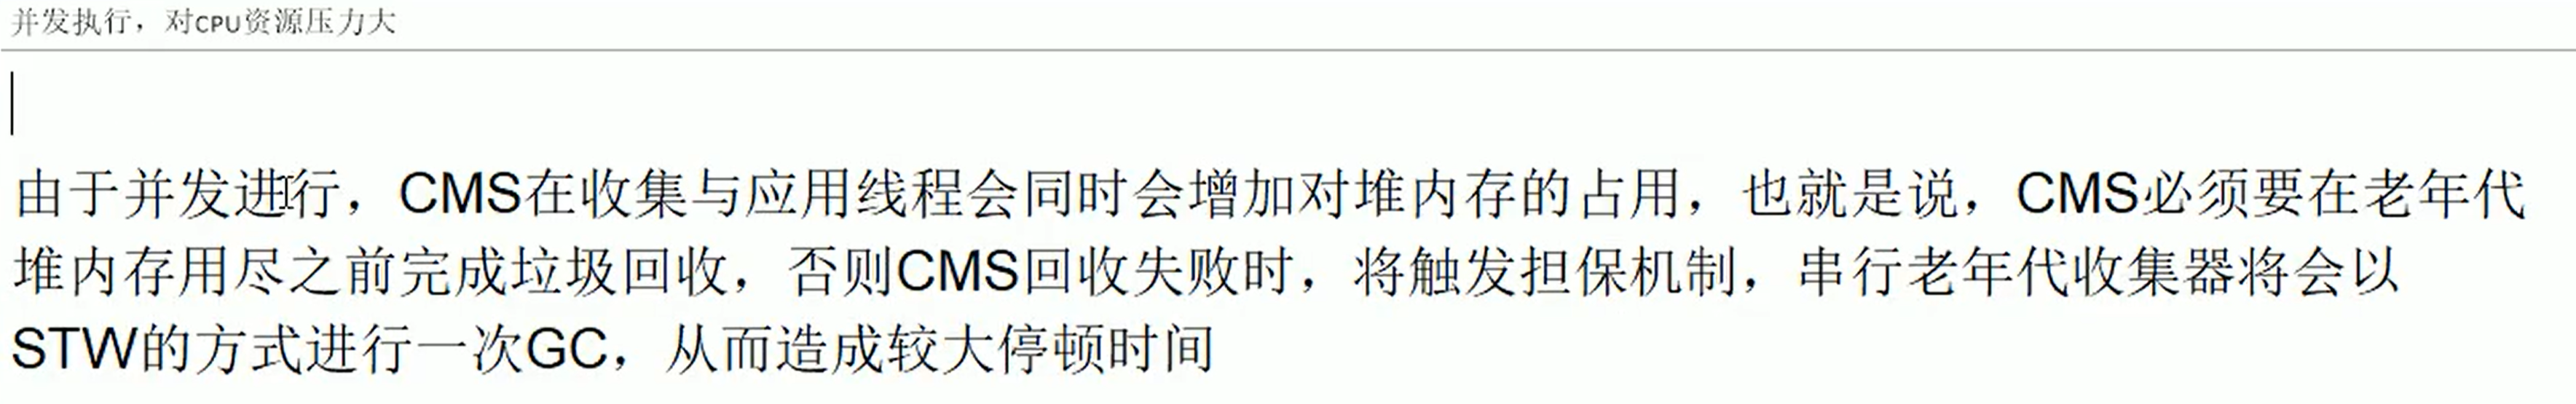 并发执行，对CPU资源压力大
由于并发进行，CMS在收集与应用线程会同时会增加对堆内存的占用，也就是说，CMS必须要在老年代
堆内存用尽之前完成垃圾回收，否则CMS回收失败时，将触发担保机制，串行老年代收集器将会以
STW的方式进行一次GC，从而造成较大停顿时间